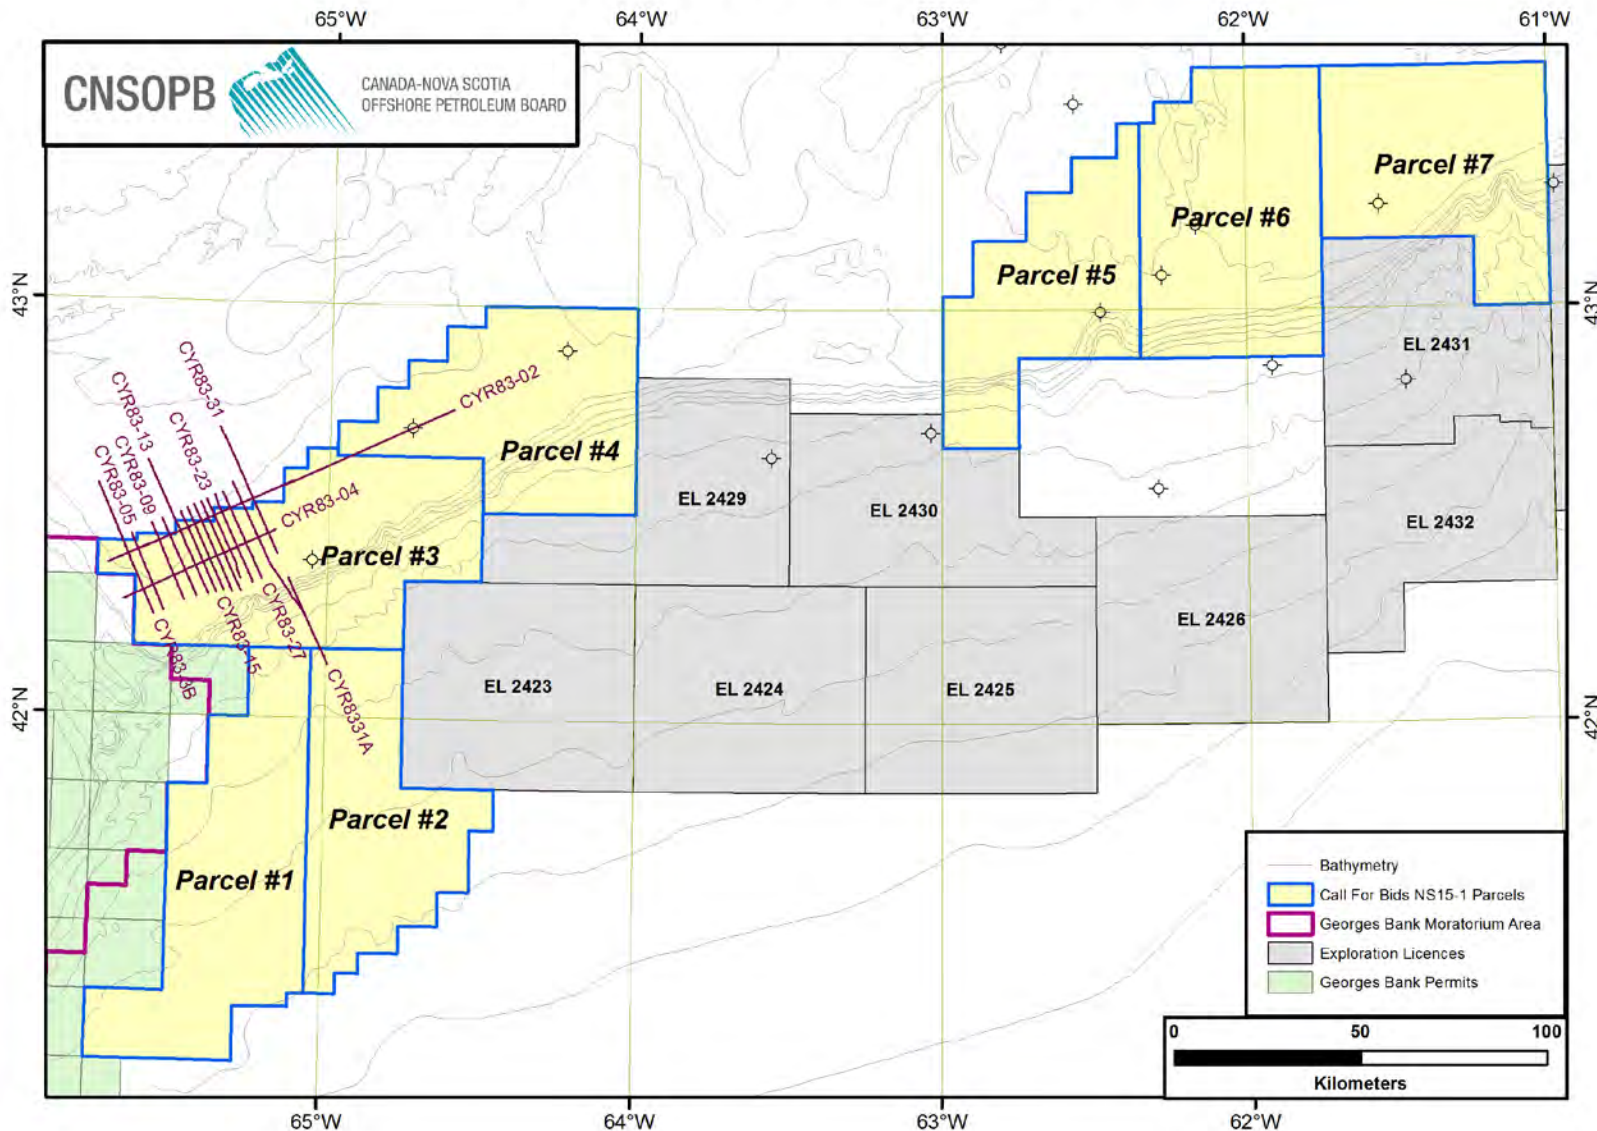 65°W
64°W
63°W
62°W
61°W
CNSOPB
CANADA-NOVA SCOTIA
OFFSHORE PETROLEUM BOARD
Parcel #7
Parcel #6
Parcel #5
43°N
43°N
EL 2431
CYR83-31
CYR83-02
CYR83-13
CYR83-23
CYR83-09
CYR83-05
Parcel #4
CYR83-04
EL 2429
EL 2430
EL 2432
Parcel #3
EL 2426
CYR83-27
CYR83-15
CYR83-3B
CYR8331A
EL 2423
EL 2424
EL 2425
42°N
42°N
Parcel #2
Parcel #1
Bathymetry
Call For Bids NS15-1 Parcels
Georges Bank Moratorium Area
Exploration Licences
Georges Bank Permits
0 50 100
Kilometers
65°W
64°W
63°W
62°W